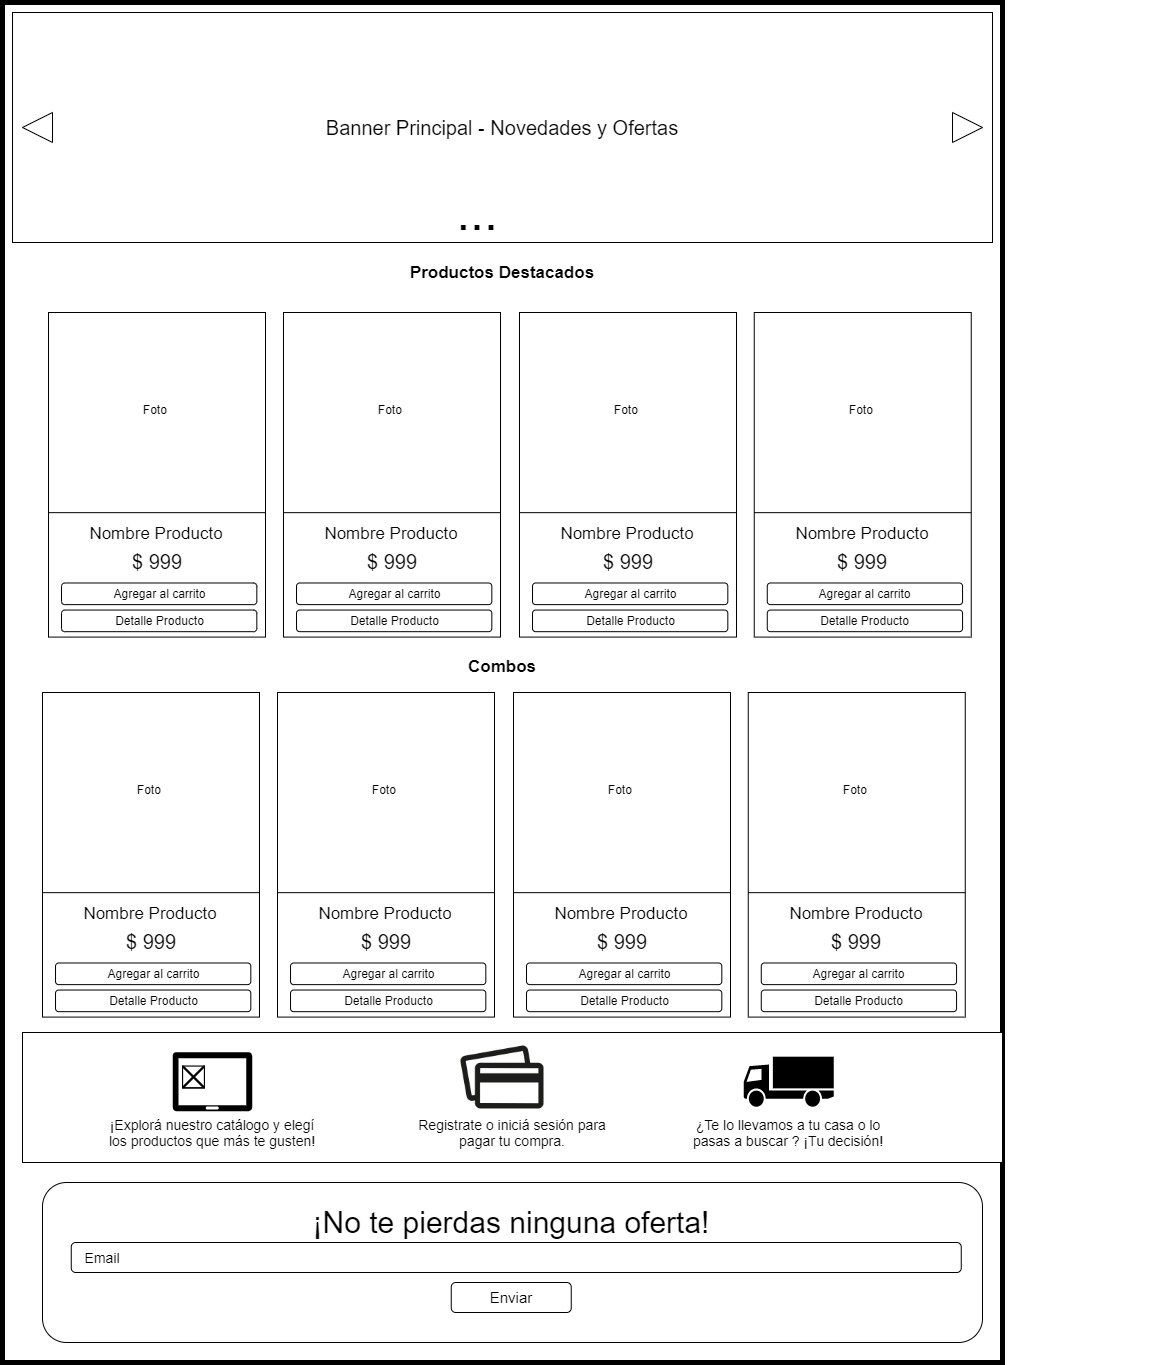 Banner Principal - Novedades y Ofertas
...
Productos Destacados
Foto Foto Foto Foto
Nombre Producto Nombre Producto Nombre Producto Nombre Producto
$ 999 $ 999 $ 999 $ 999
Agregar al carrito Agregar al carrito Agregar al carrito Agregar al carrito
Detalle Producto Detalle Producto Detalle Producto Detalle Producto
Combos
Foto Foto Foto Foto
Nombre Producto Nombre Producto Nombre Producto Nombre Producto
$ 999 $ 999 $ 999 $ 999
Agregar al carrito Agregar al carrito Agregar al carrito Agregar al carrito
Detalle Producto Detalle Producto Detalle Producto Detalle Producto
¡Explorá nuestro catálogo y elegí
los productos que más te gusten!
Registrate o iniciá sesión para
pagar tu compra.
¿Te lo llevamos a tu casa o lo
pasas a buscar ? ¡Tu decisión!
¡No te pierdas ninguna oferta!
Email
Enviar